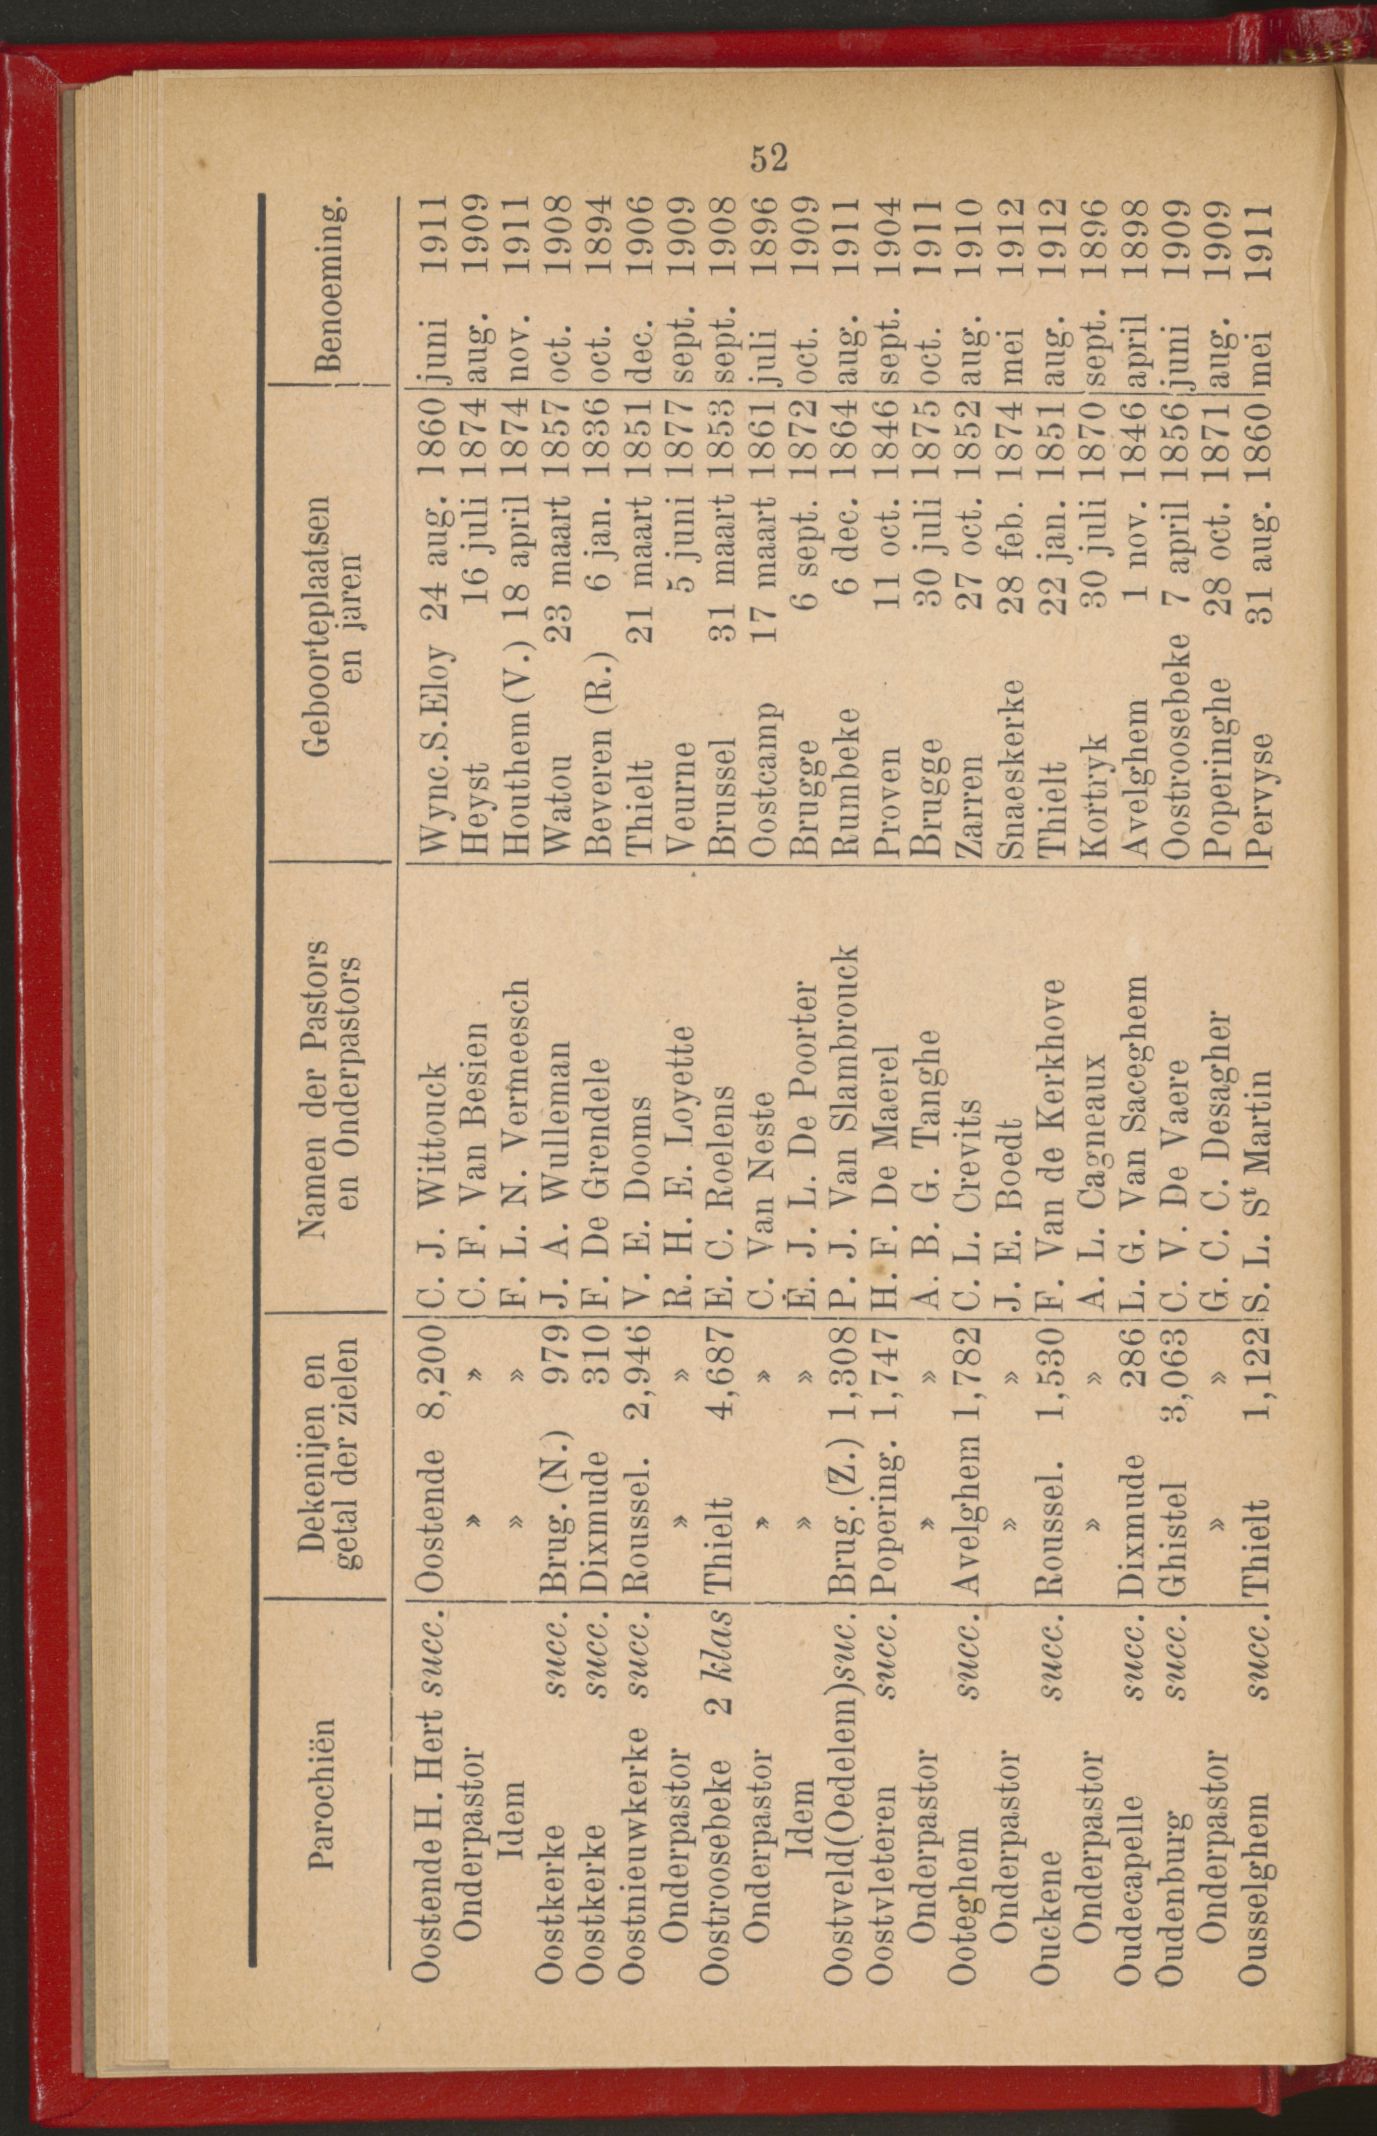 52
Parochiën Dekenijen en getal der zielen Namen der Pastors en Onderpastors Geboorteplaatsen en jaren Benoeming.
Oostende H. Hert succ. Oostende 8,200 C. J. Wittouck Wync.S.Eloy 24 aug. 1860 juni 1911
Onderpastor » » C. F. Van Besien Heyst 16 juli 1874 aug. 1909
Idem » » F. L. N. Vermeesch Houthem (V.) 18 april 1874 nov. 1911
Oostkerke succ. Brug. (N.) 979 J. A. Wulleman Watou 23 maart 1857 oct. 1908
Oostkerke succ. Dixmude 310 F. De Grendele Beveren (R.) 6 jan. 1836 oct. 1894
Oostnieuwkerke succ. Roussel. 2,946 V. E. Dooms Thielt 21 maart 1851 dec. 1906
Onderpastor » » R. H. E. Loyette Veurne 5 juni 1877 sept. 1909
Oostroosebeke 2 klas Thielt 4,687 E. C. Roelens Brussel 31 maart 1853 sept. 1908
Onderpastor » » C. Van Neste Oostcamp 17 maart 1861 juli 1896
Idem » » E. J. L. De Poorter Brugge 6 sept. 1872 oct. 1909
Oostveld (Oedelem) suc. Brug. (Z.) 1,308 P. J. Van Slambrouck Rumbeke 6 dec. 1864 aug. 1911
Oostvleteren succ. Popering. 1,747 H. F. De Maerel Proven 11 oct. 1846 sept. 1904
Onderpastor » » A. B. G. Tanghe Brugge 30 juli 1875 oct. 1911
Ooteghem succ. Avelghem 1,782 C. L. Crevits Zarren 27 oct. 1852 aug. 1910
Onderpastor » » J. E. Boedt Snaeskerke 28 feb. 1874 mei 1912
Ouckene succ. Roussel. 1,530 F. Van de Kerkhove Thielt 22 jan. 1851 aug. 1912
Onderpastor » » A. L. Cagneaux Kortryk 30 juli 1870 sept. 1896
Oudecapelle succ. Dixmude 286 L. G. Van Saceghem Avelghem 1 nov. 1846 april 1898
Oudenburg succ. Ghistel 3,063 C. V. De Vaere Oostroosebeke 7 april 1856 juni 1909
Onderpastor » » G. C. C. Desagher Poperinghe 28 oct. 1871 aug. 1909
Ousselghem succ. Thielt 1,122 S. L. St Martin Pervyse 31 aug. 1860 mei 1911